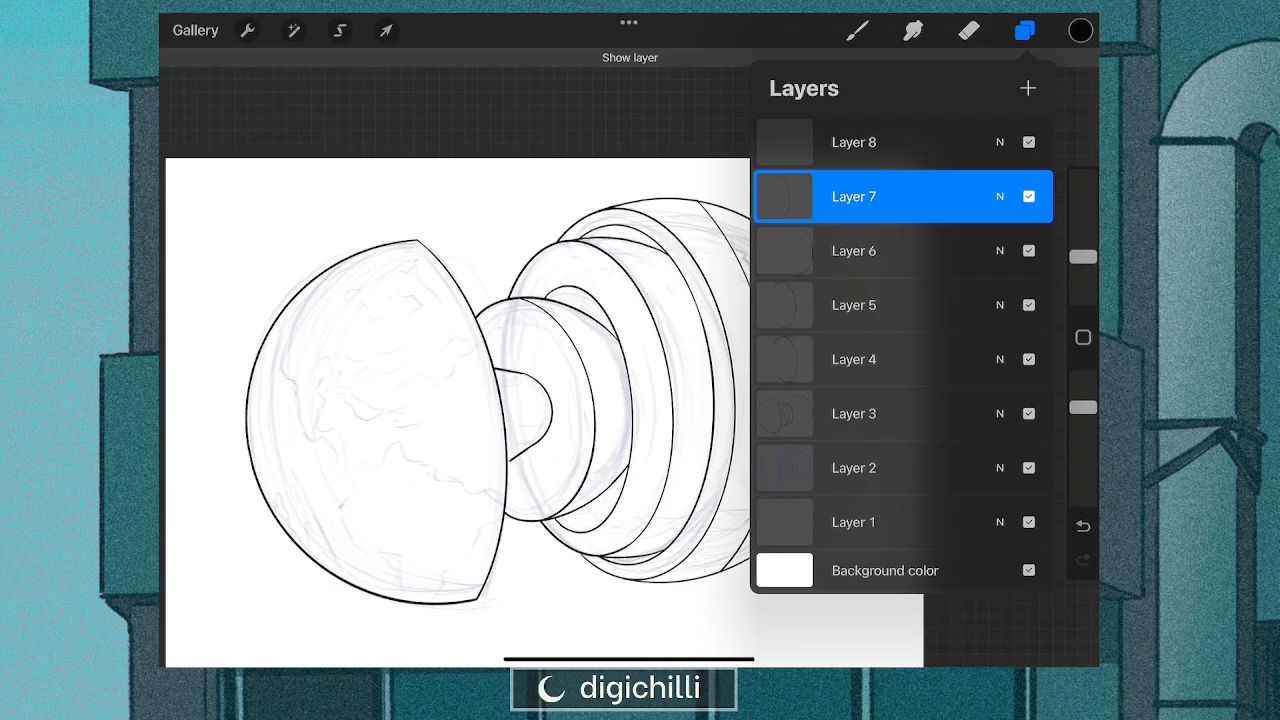 Gallery
Show layer
Layers
Layer 8 N
Layer 7 N
Layer 6 N
Layer 5 N
Layer 4 N
Layer 3 N
Layer 2 N
Layer 1 N
Background color
digichilli